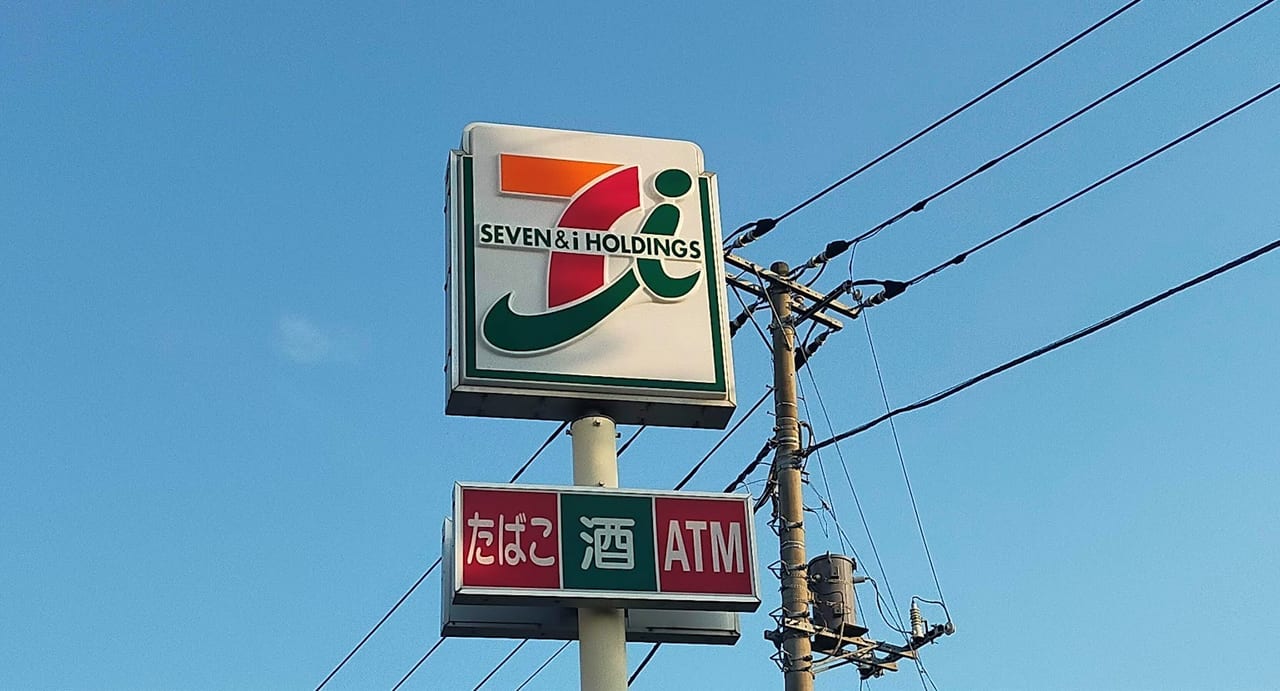 SEVEN&i HOLDINGS
たばこ 酒 ATM